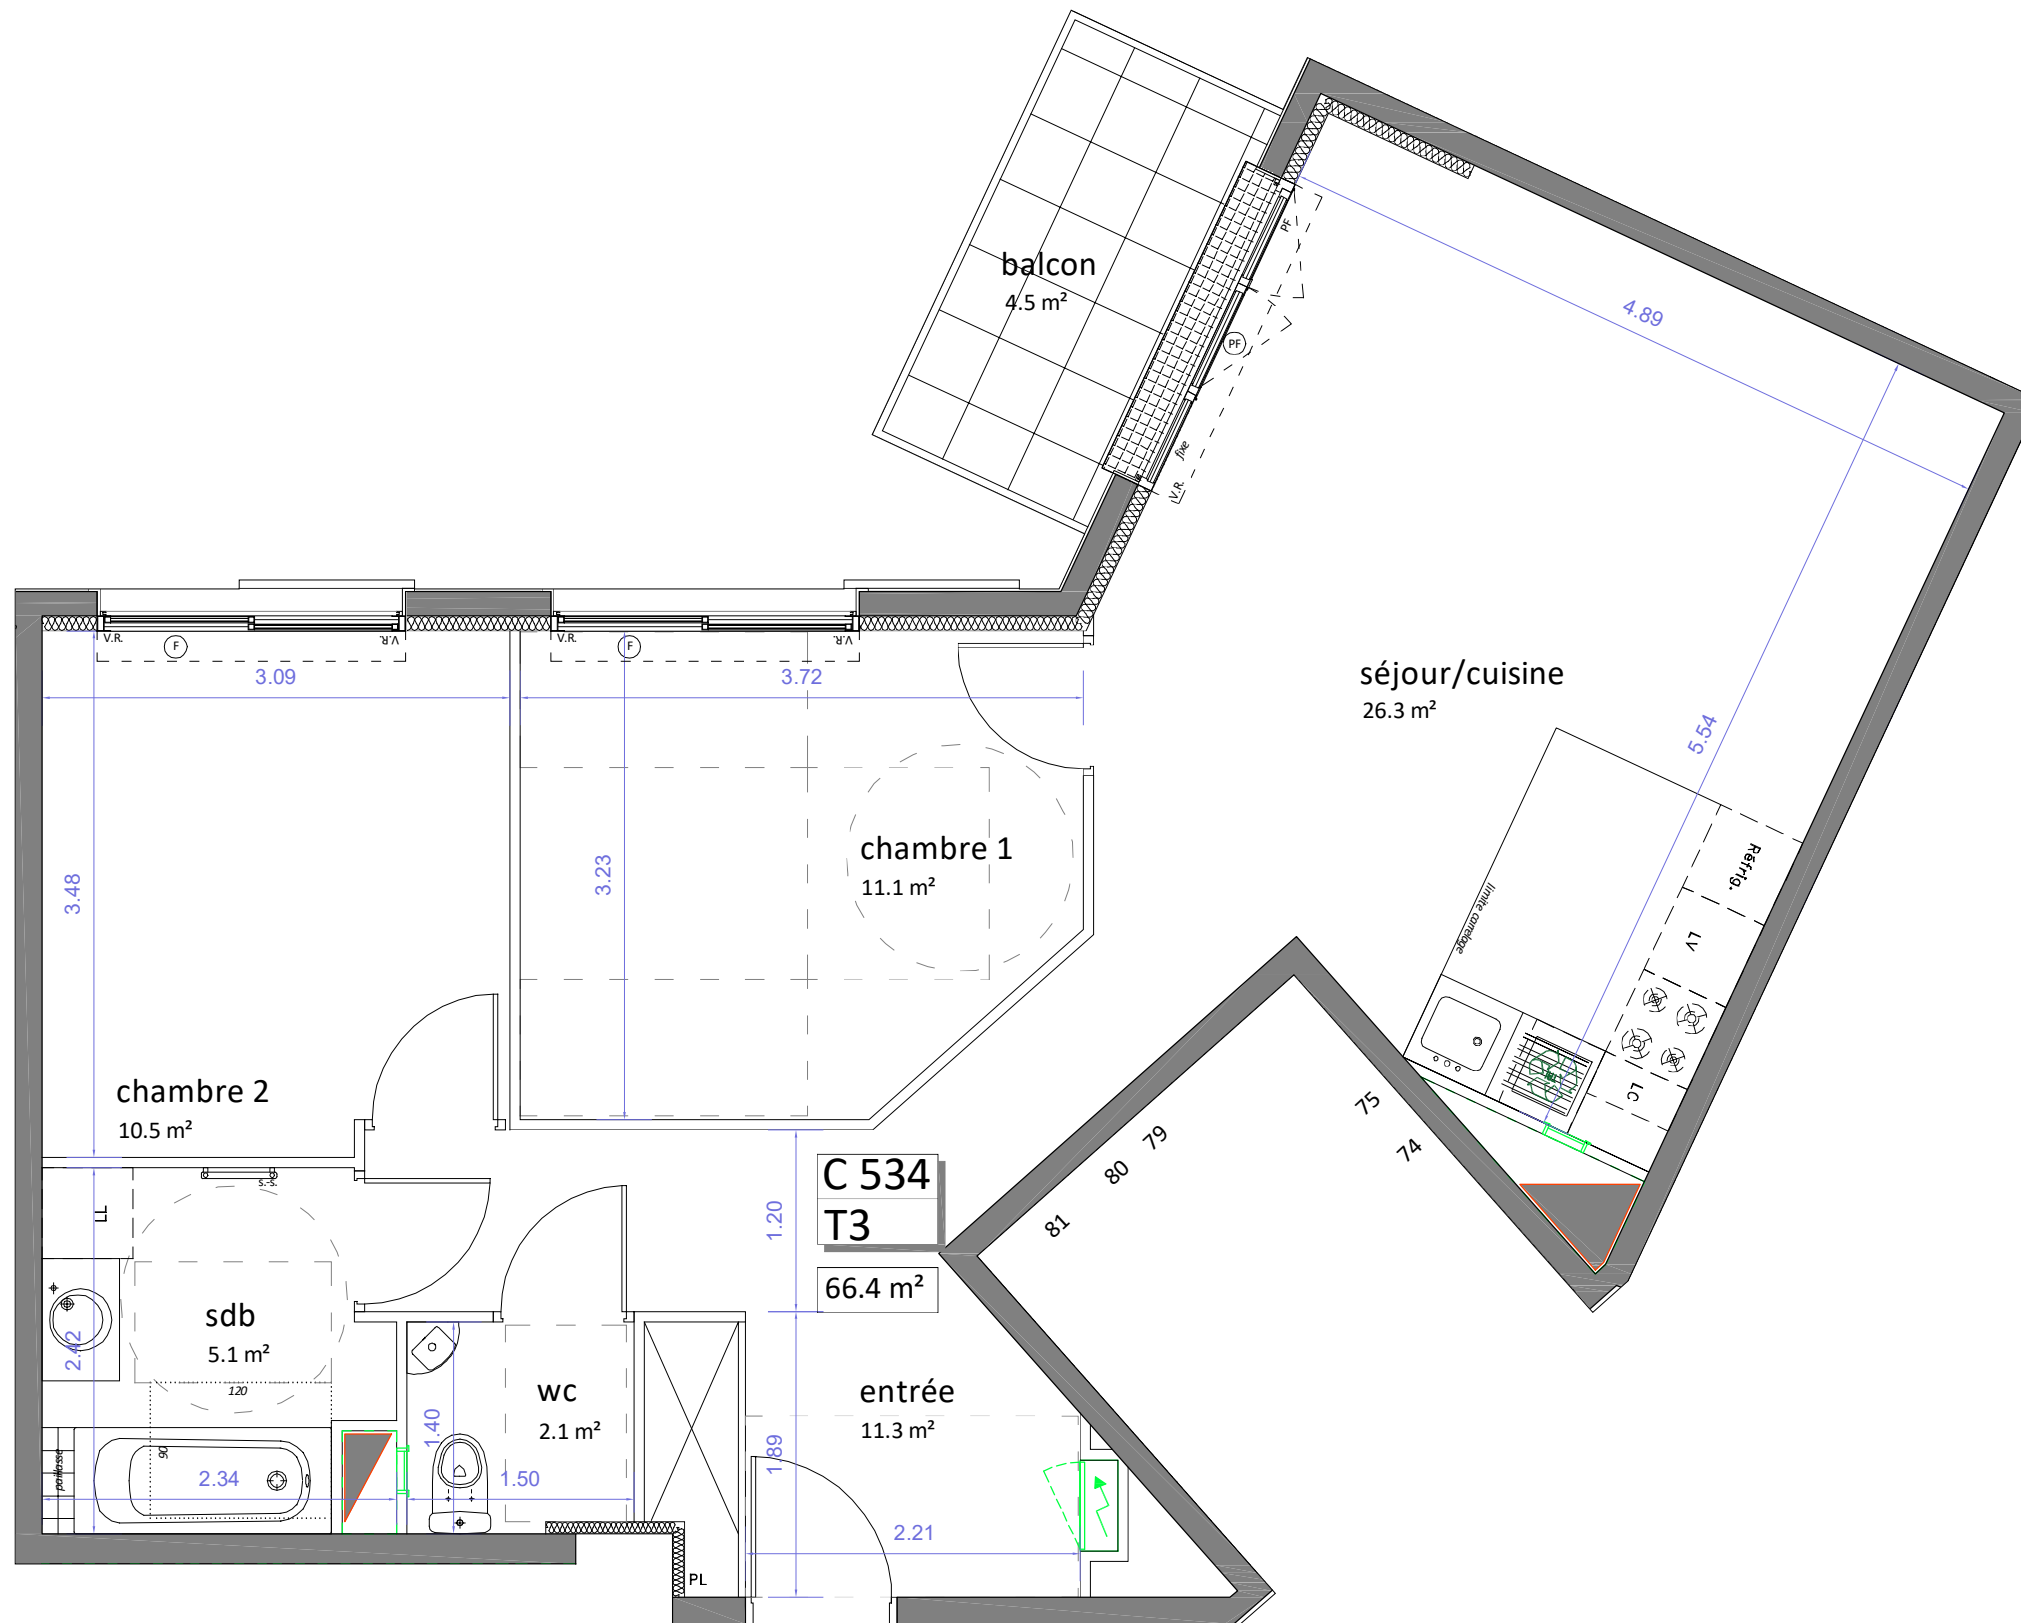 balcon
4.5 m²
PF
PF
fixe
V.R.
4.89
V.R.
F
V.R.
3.09
V.R.
F
V.R.
3.72
séjour/cuisine
26.3 m²
5.54
3.48
3.23
chambre 1
11.1 m²
Réfrig.
LV
limite carrelage
LC
chambre 2
10.5 m²
75
74
79
80
81
C 534
T3
66.4 m²
1.20
s.-s.
LL
sdb
5.1 m²
2.42
120
90
paillasse
2.34
wc
2.1 m²
1.40
1.50
entrée
11.3 m²
1.89
2.21
PL